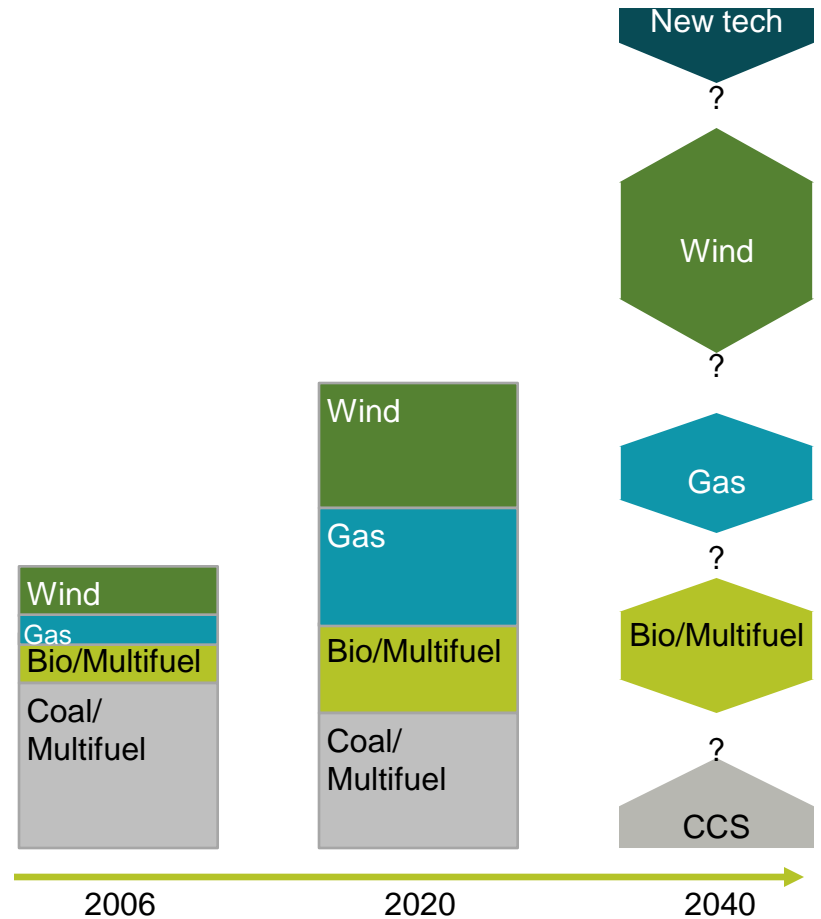 New tech
?
Wind
?
Gas
?
Bio/Multifuel
?
CCS
Wind
Gas
Bio/Multifuel
Coal/
Multifuel
Wind
Gas
Bio/Multifuel
Coal/
Multifuel
2006
2020
2040